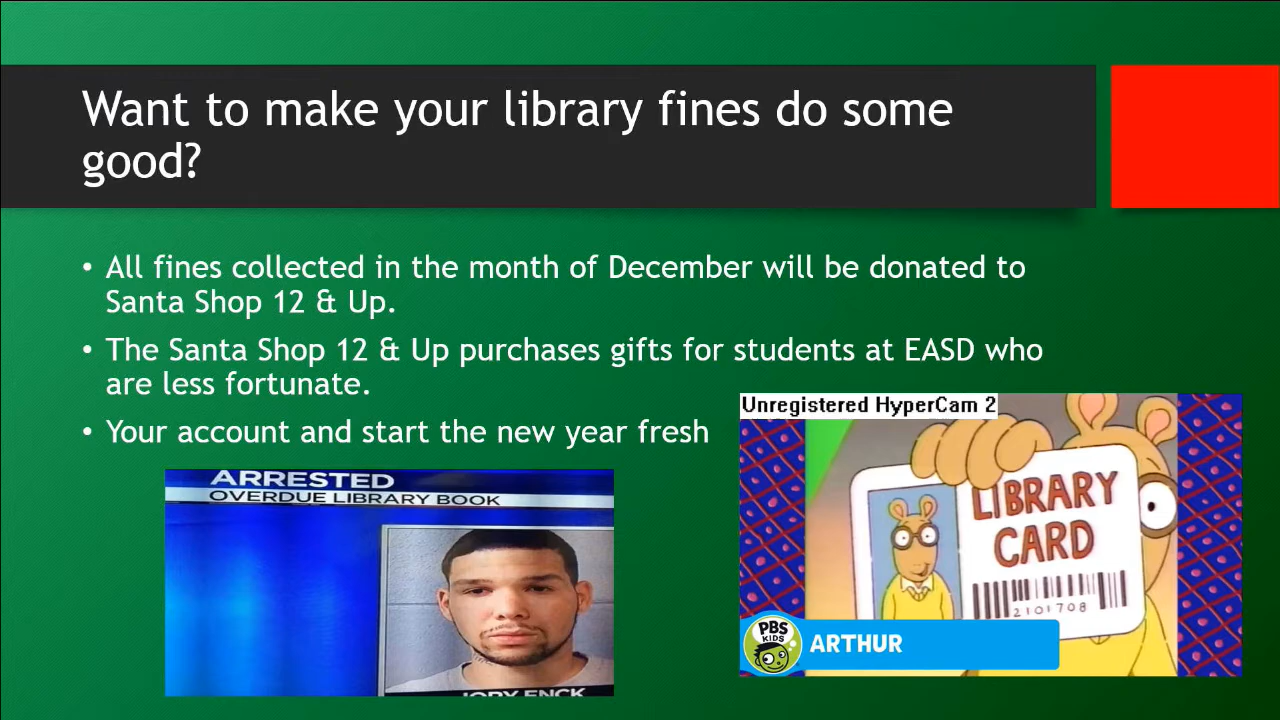 Want to make your library fines do some
good?
• All fines collected in the month of December will be donated to
Santa Shop 12 & Up.
• The Santa Shop 12 & Up purchases gifts for students at EASD who
are less fortunate.
• Your account and start the new year fresh
Unregistered HyperCam 2
LIBRARY
CARD
2101708
PBS
KIDS
ARTHUR
ARRESTED
OVERDUE LIBRARY BOOK
JORY ENCK